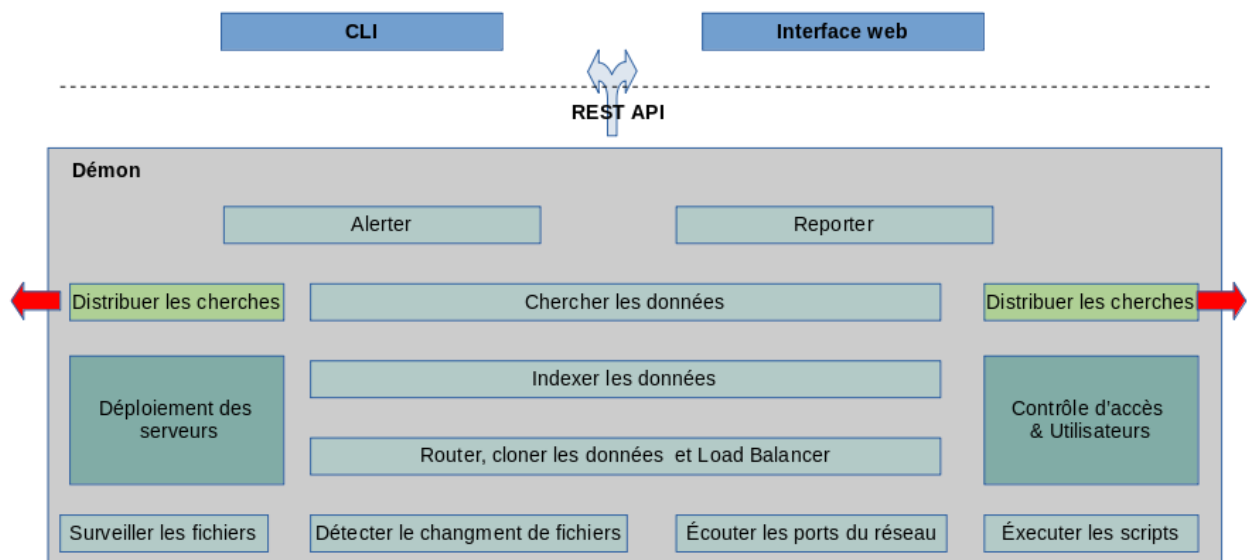 CLI
Interface web
REST API
Démon
Alerter
Reporter
Distribuer les cherches
Chercher les données
Distribuer les cherches
Déploiement des
serveurs
Indexer les données
Contrôle d'accès
& Utilisateurs
Router, cloner les données et Load Balancer
Surveiller les fichiers
Détecter le changment de fichiers
Écouter les ports du réseau
Éxecuter les scripts